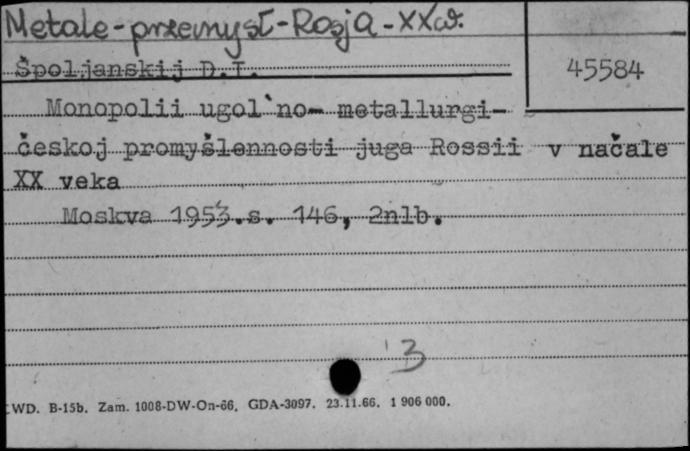 Metale-przemysł-Rosja-XXw.
45584
Špoljanskij D.I.
Monopolii ugol`no- metallurgi-
českoj promyšlennosti juga Rossii v načale
XX veka
Moskva 1953.s. 146, 2nlb.
B
WD. B-15b. Zam. 1008-DW-On-66. GDA-3097. 23.11.66. 1 906 000.